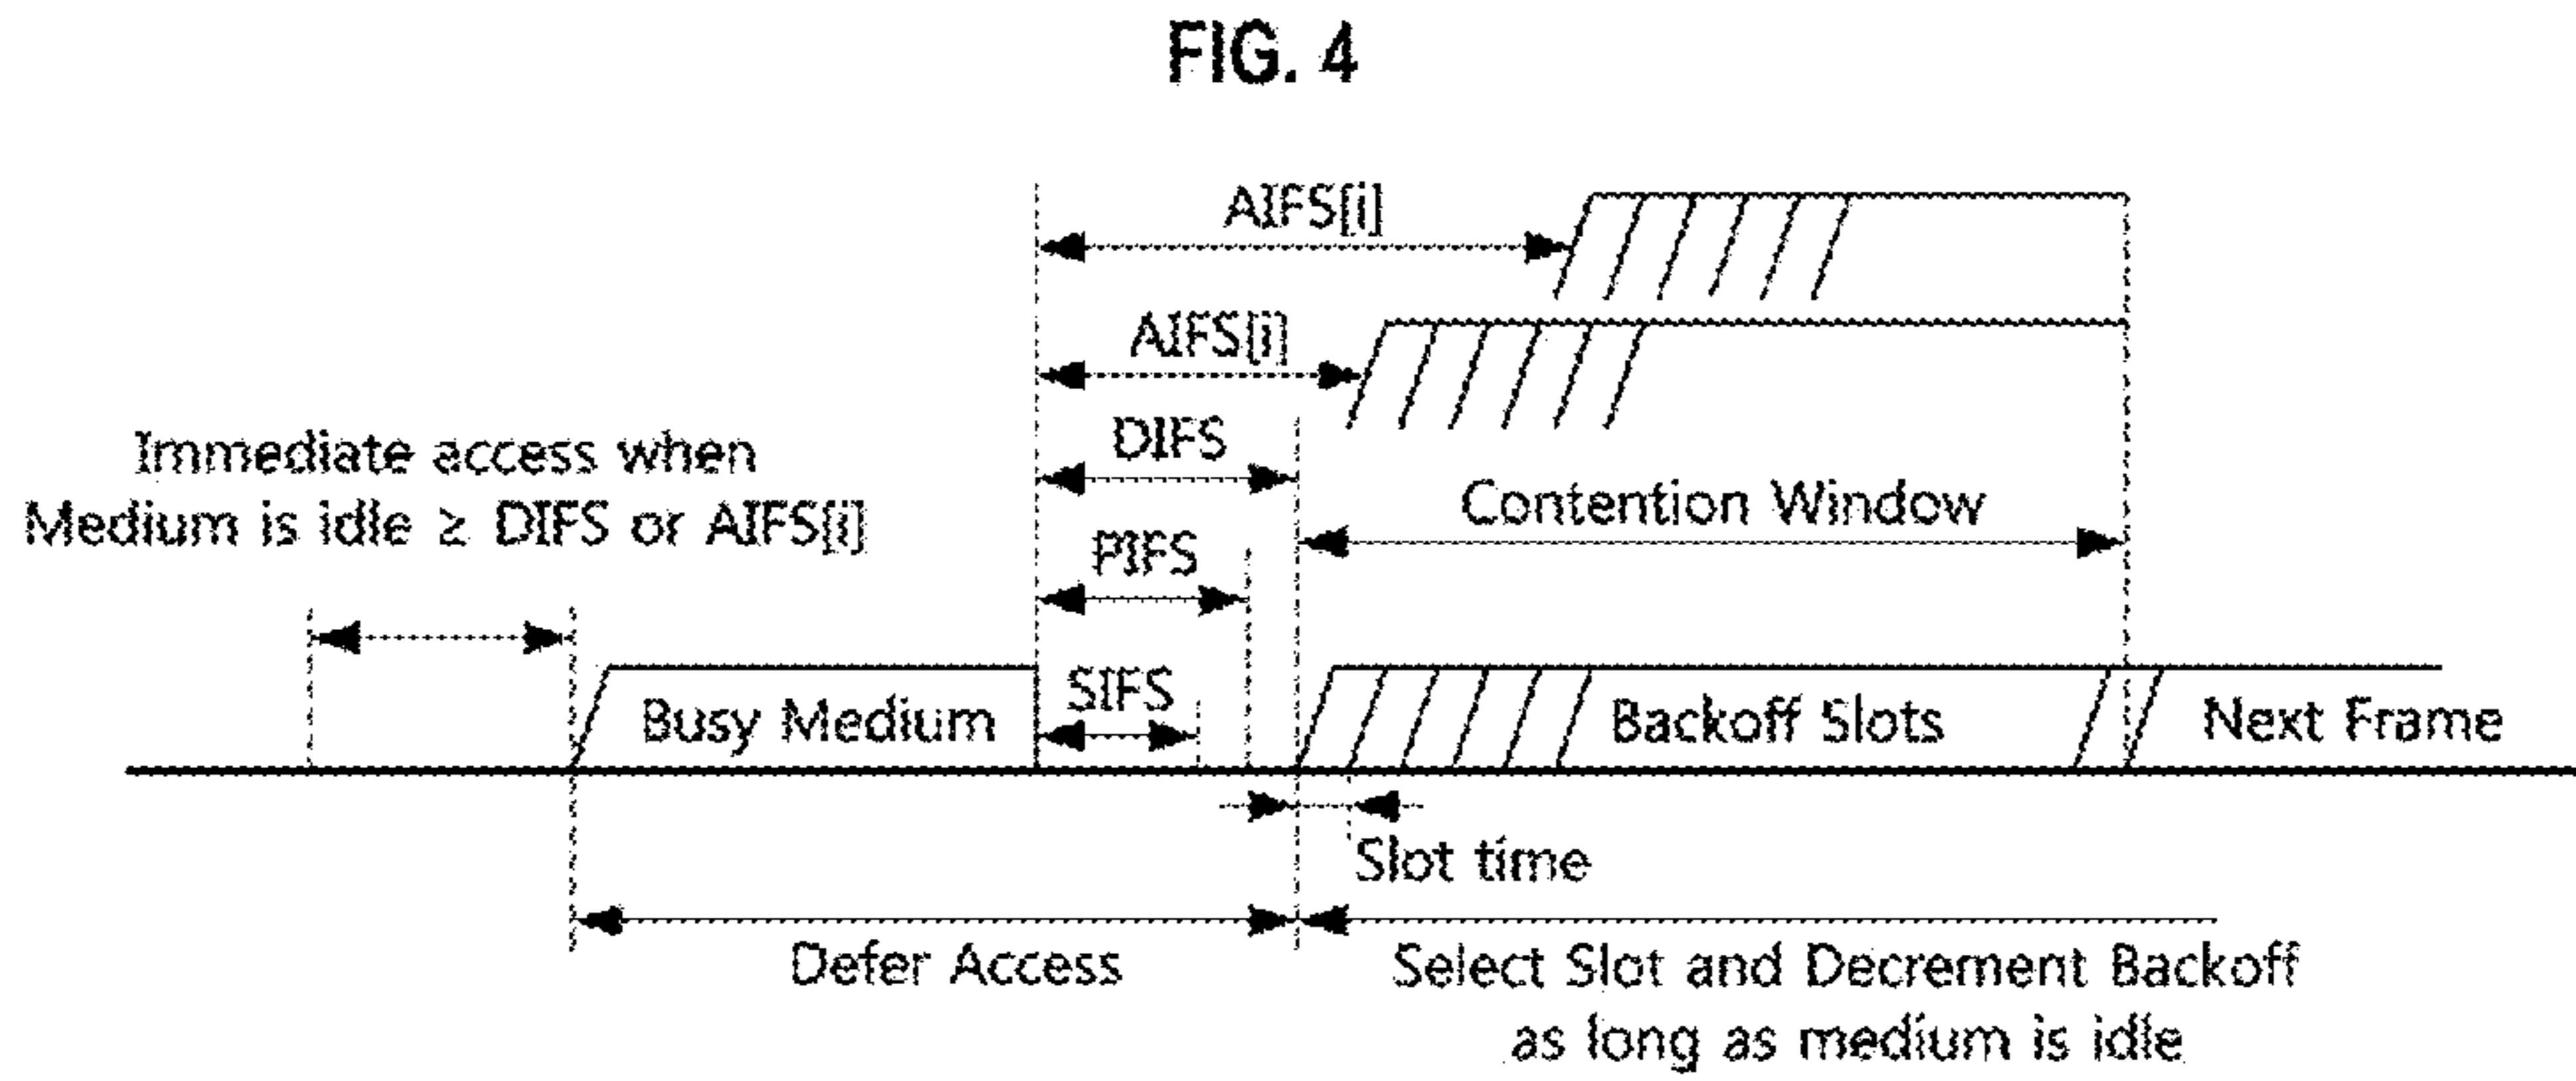 FIG. 4
AIFS[i]
AIFS[i]
DIFS
Immediate access when
Medium is idle ≥ DIFS or AIFS[i]
Contention Window
PIFS
SIFS
Busy Medium
Backoff Slots
Next Frame
Slot time
Defer Access
Select Slot and Decrement Backoff
as long as medium is idle